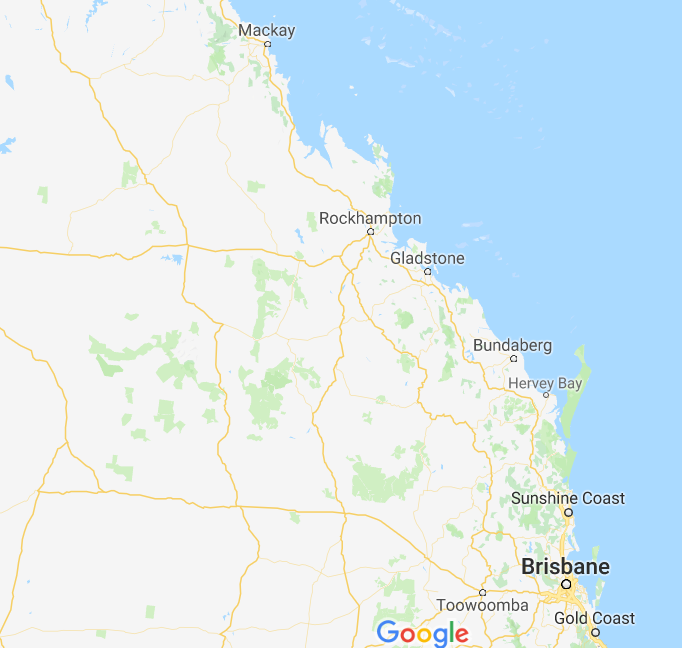 Mackay
Rockhampton
Gladstone
Bundaberg
Hervey Bay
Sunshine Coast
Brisbane
Toowoomba
Gold Coast
Google